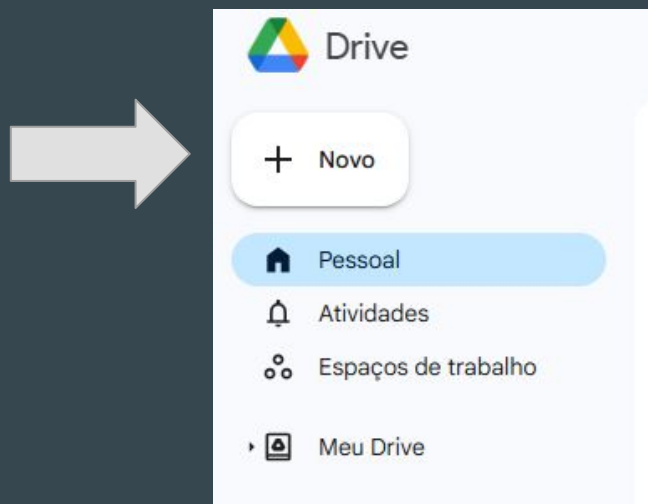 Drive
Novo
Pessoal
Atividades
Espaços de trabalho
Meu Drive